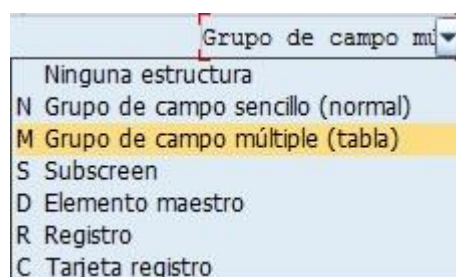 Grupo de campo mú
Ninguna estructura
N Grupo de campo sencillo (normal)
M Grupo de campo múltiple (tabla)
S Subscreen
D Elemento maestro
R Registro
C Tarjeta registro